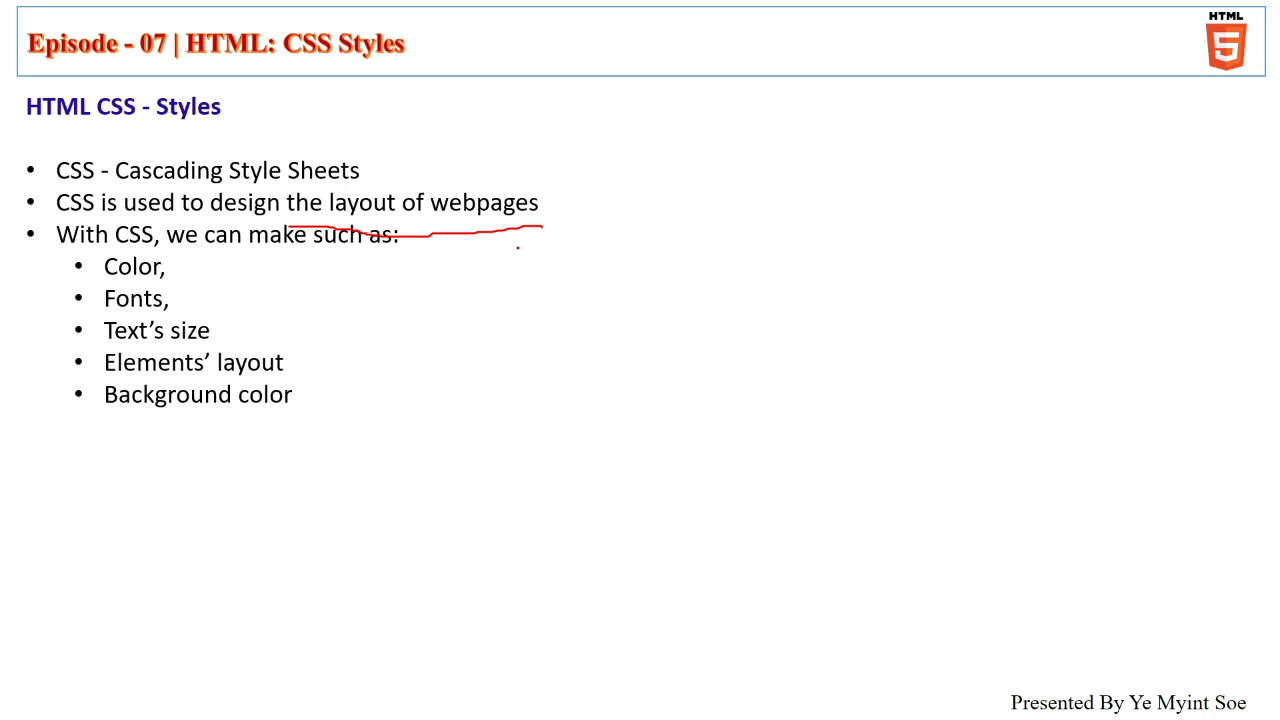 Episode - 07 | HTML: CSS Styles
HTML
5
HTML CSS - Styles
• CSS - Cascading Style Sheets
• CSS is used to design the layout of webpages
• With CSS, we can make such as:
• Color,
• Fonts,
• Text’s size
• Elements’ layout
• Background color
Presented By Ye Myint Soe